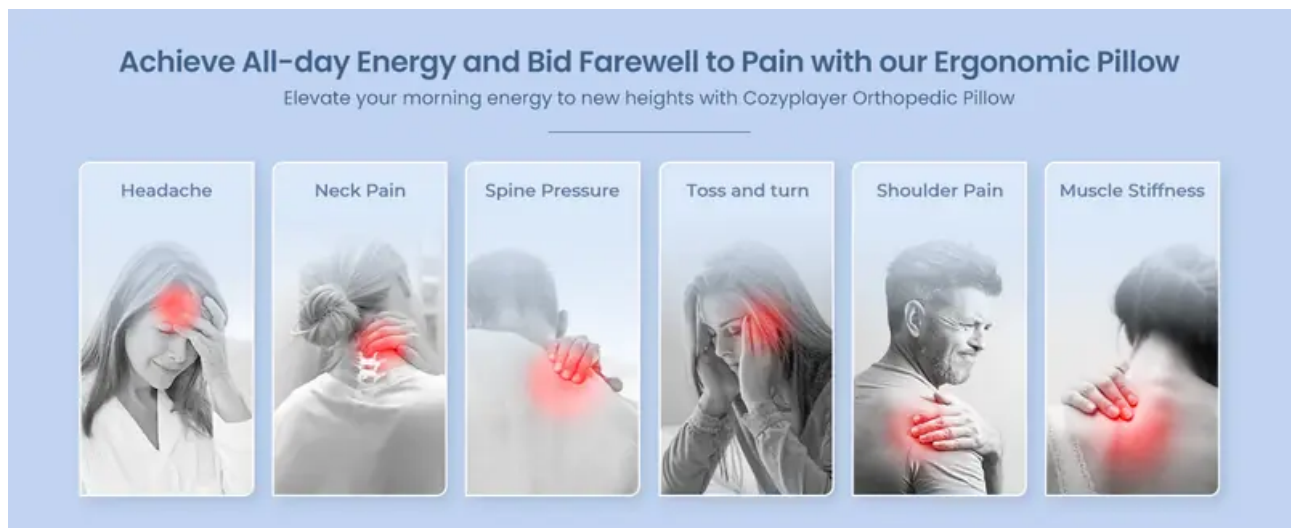 Achieve All-day Energy and Bid Farewell to Pain with our Ergonomic Pillow
Elevate your morning energy to new heights with Cozyplayer Orthopedic Pillow
Headache
Neck Pain
Spine Pressure
Toss and turn
Shoulder Pain
Muscle Stiffness